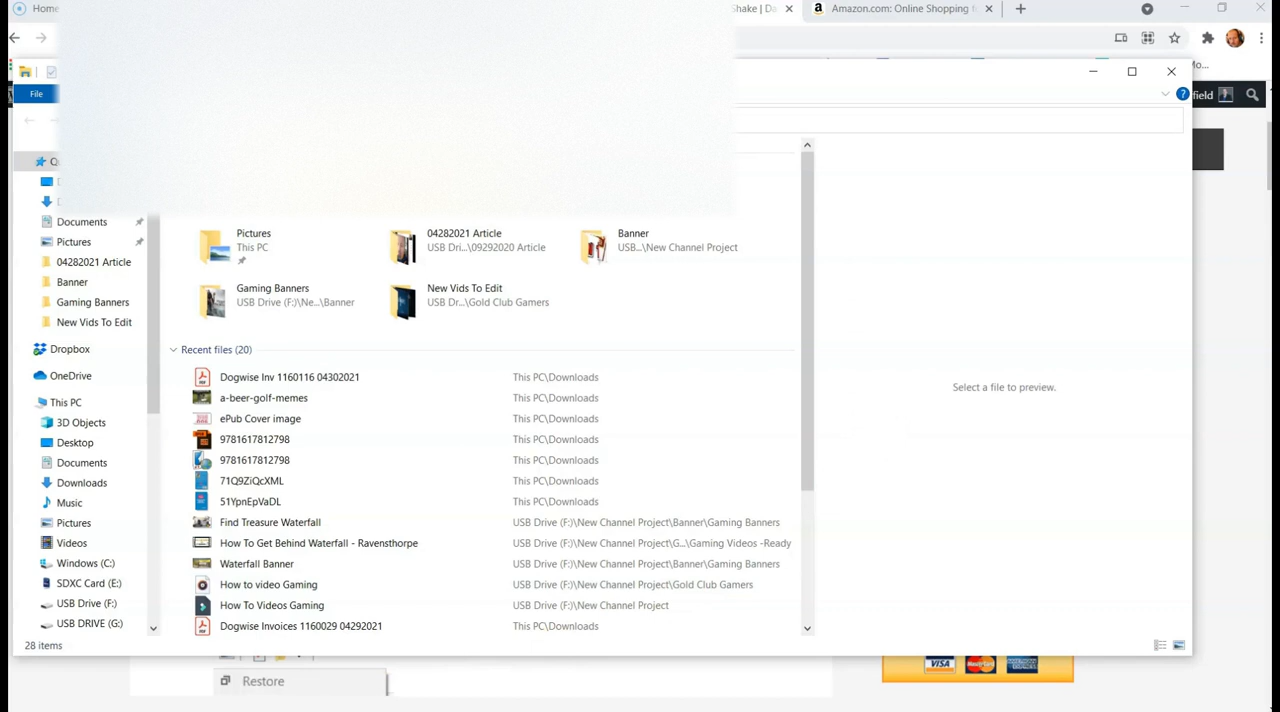 Home
Shake | Da
Amazon.com: Online Shopping f
Mo...
File
field
Documents
Pictures
04282021 Article
Banner
Gaming Banners
New Vids To Edit
Dropbox
OneDrive
This PC
3D Objects
Desktop
Documents
Downloads
Music
Pictures
Videos
Windows (C:)
SDXC Card (E:)
USB Drive (F:)
USB DRIVE (G:)
28 items
Pictures
This PC
04282021 Article
USB Dri...\09292020 Article
Banner
USB...\New Channel Project
Gaming Banners
USB Drive (F:)\Ne...\Banner
New Vids To Edit
USB Dr...\Gold Club Gamers
Recent files (20)
Dogwise Inv 1160116 04302021 This PC\Downloads
a-beer-golf-memes This PC\Downloads
ePub Cover image This PC\Downloads
9781617812798 This PC\Downloads
9781617812798 This PC\Downloads
71Q9ZiQcXML This PC\Downloads
51YpnEpVaDL This PC\Downloads
Find Treasure Waterfall USB Drive (F:)\New Channel Project\Banner\Gaming Banners
How To Get Behind Waterfall - Ravensthorpe USB Drive (F:)\New Channel Project\G...\Gaming Videos -Ready
Waterfall Banner USB Drive (F:)\New Channel Project\Banner\Gaming Banners
How to video Gaming USB Drive (F:)\New Channel Project\Gold Club Gamers
How To Videos Gaming USB Drive (F:)\New Channel Project
Dogwise Invoices 1160029 04292021 This PC\Downloads
Select a file to preview.
Restore
VISA
MasterCard